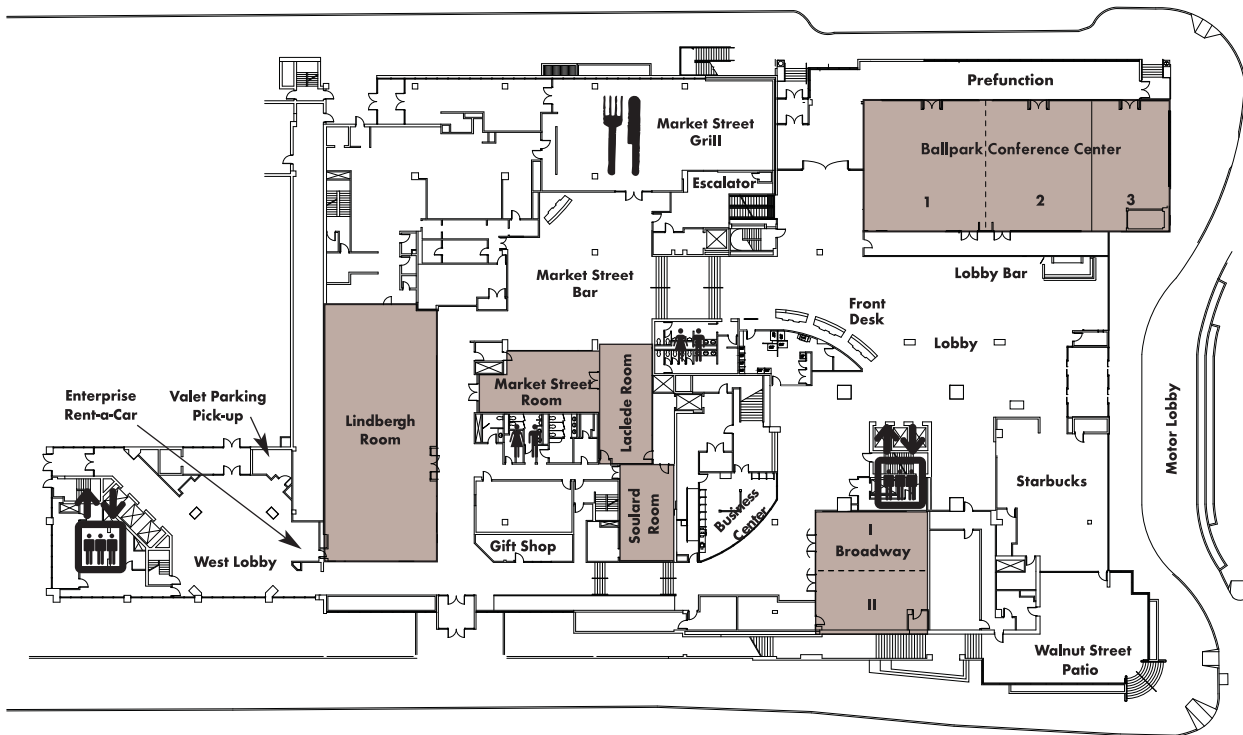 Prefunction
Market Street
Grill
Ballpark Conference Center
Escalator
1
2
3
Market Street
Bar
Lobby Bar
Front
Desk
Lobby
Market Street
Room
Laclede Room
Enterprise
Rent-a-Car
Valet Parking
Pick-up
Lindbergh
Room
Motor Lobby
Starbucks
Soulard
Room
Business
Center
Gift Shop
West Lobby
I
Broadway
II
Walnut Street
Patio